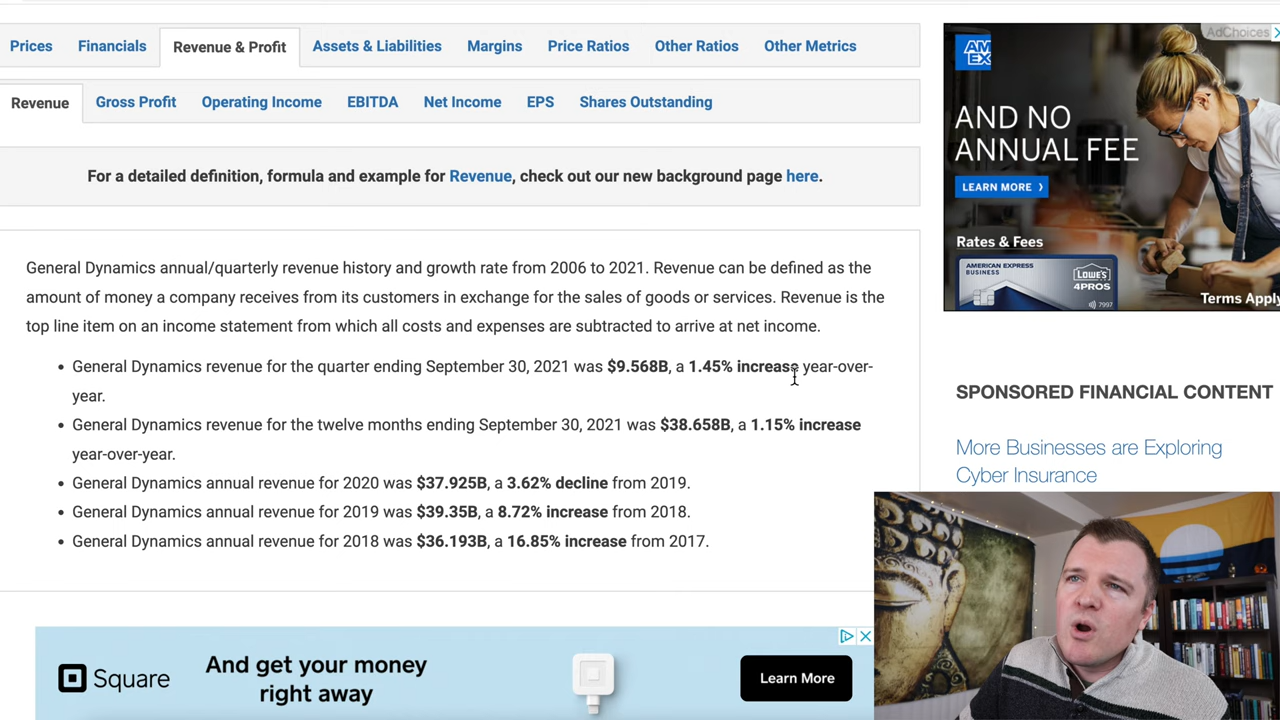 Prices Financials Revenue & Profit Assets & Liabilities Margins Price Ratios Other Ratios Other Metrics
Revenue Gross Profit Operating Income EBITDA Net Income EPS Shares Outstanding
For a detailed definition, formula and example for Revenue, check out our new background page here.
General Dynamics annual/quarterly revenue history and growth rate from 2006 to 2021. Revenue can be defined as the
amount of money a company receives from its customers in exchange for the sales of goods or services. Revenue is the
top line item on an income statement from which all costs and expenses are subtracted to arrive at net income.
• General Dynamics revenue for the quarter ending September 30, 2021 was $9.568B, a 1.45% increase year-over-
year.
• General Dynamics revenue for the twelve months ending September 30, 2021 was $38.658B, a 1.15% increase
year-over-year.
• General Dynamics annual revenue for 2020 was $37.925B, a 3.62% decline from 2019.
• General Dynamics annual revenue for 2019 was $39.35B, a 8.72% increase from 2018.
• General Dynamics annual revenue for 2018 was $36.193B, a 16.85% increase from 2017.
AdChoices
AM
EX
AND NO
ANNUAL FEE
LEARN MORE
Rates & Fees
AMERICAN EXPRESS
BUSINESS
Lowe's
4PROS
7997
Terms Apply
SPONSORED FINANCIAL CONTENT
More Businesses are Exploring
Cyber Insurance
Square
And get your money
right away
Learn More